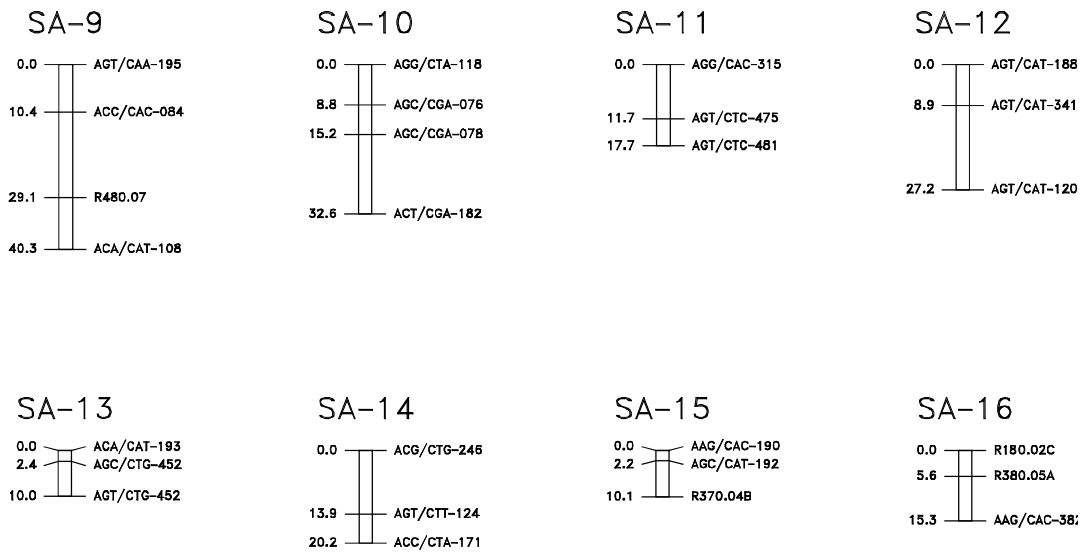 SA-9
0.0 AGT/CAA-195
10.4 ACC/CAC-084
29.1 R480.07
40.3 ACA/CAT-108
SA-10
0.0 AGG/CTA-118
8.8 AGC/CGA-076
15.2 AGC/CGA-078
32.6 ACT/CGA-182
SA-11
0.0 AGG/CAC-315
11.7 AGT/CTC-475
17.7 AGT/CTC-481
SA-12
0.0 AGT/CAT-188
8.9 AGT/CAT-341
27.2 AGT/CAT-120
SA-13
0.0 ACA/CAT-193
2.4 AGC/CTG-452
10.0 AGT/CTG-452
SA-14
0.0 ACG/CTG-246
13.9 AGT/CTT-124
20.2 ACC/CTA-171
SA-15
0.0 AAG/CAC-190
2.2 AGC/CAT-192
10.1 R370.04B
SA-16
0.0 R180.02C
5.6 R380.05A
15.3 AAG/CAC-382